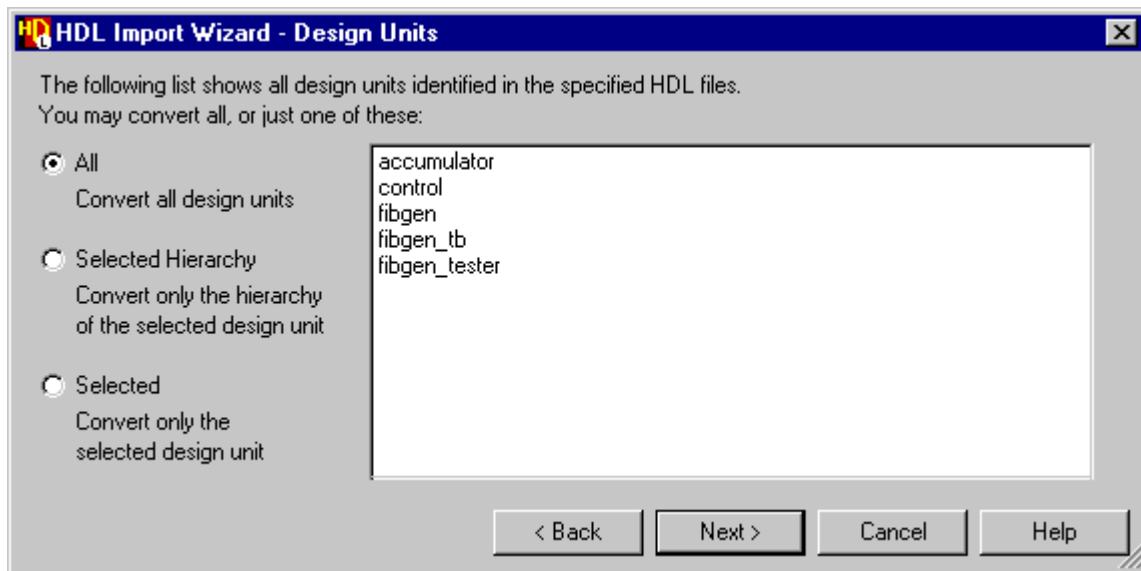 HDL Import Wizard - Design Units
The following list shows all design units identified in the specified HDL files.
You may convert all, or just one of these:
All
Convert all design units
Selected Hierarchy
Convert only the hierarchy
of the selected design unit
Selected
Convert only the
selected design unit
accumulator
control
fibgen
fibgen_tb
fibgen_tester
< Back
Next >
Cancel
Help